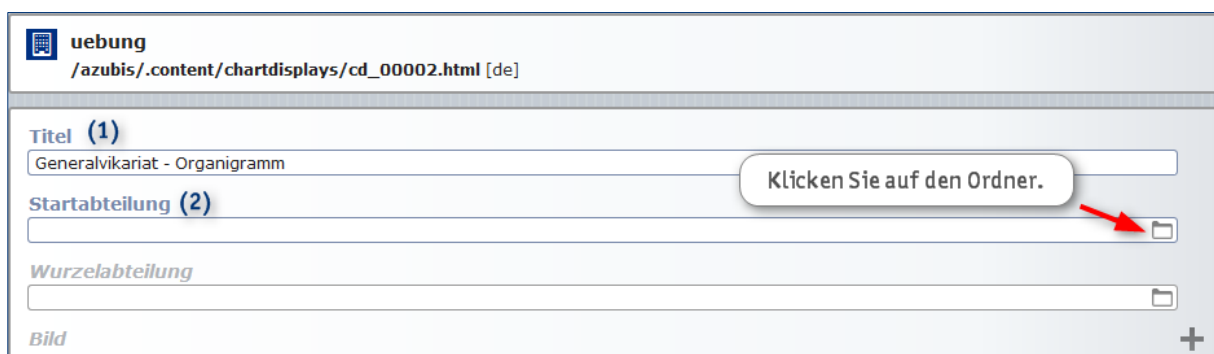 uebung
/azubis/.content/chartdisplays/cd_00002.html [de]
Titel (1)
Generalvikariat - Organigramm
Klicken Sie auf den Ordner.
Startabteilung (2)
Wurzelabteilung
Bild